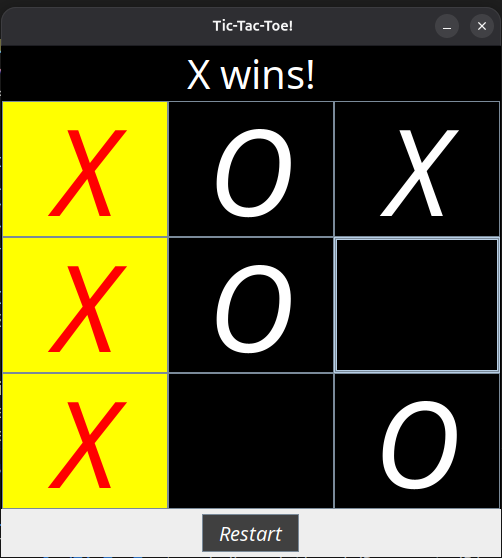 Tic-Tac-Toe!
X wins!
X O X
X O
X O
Restart